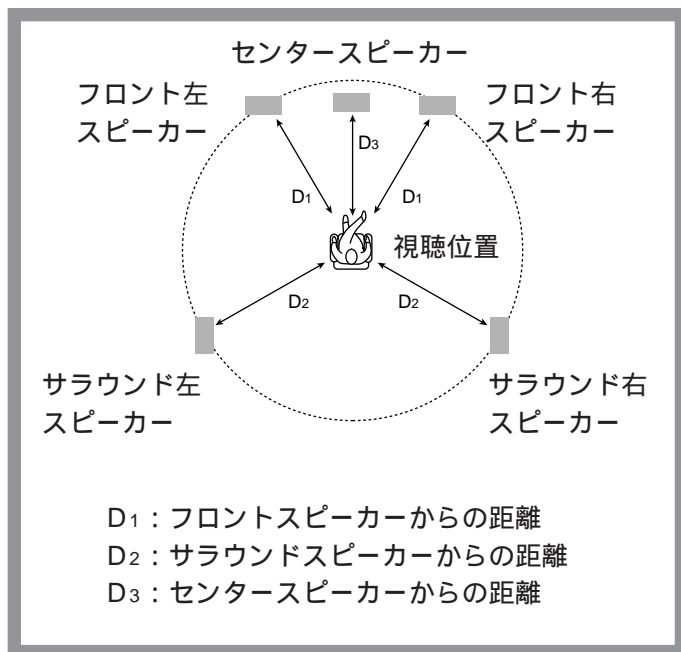 センタースピーカー
フロント左
スピーカー
フロント右
スピーカー
D3
D1
D1
視聴位置
D2
D2
サラウンド左
スピーカー
サラウンド右
スピーカー
D1：フロントスピーカーからの距離
D2：サラウンドスピーカーからの距離
D3：センタースピーカーからの距離